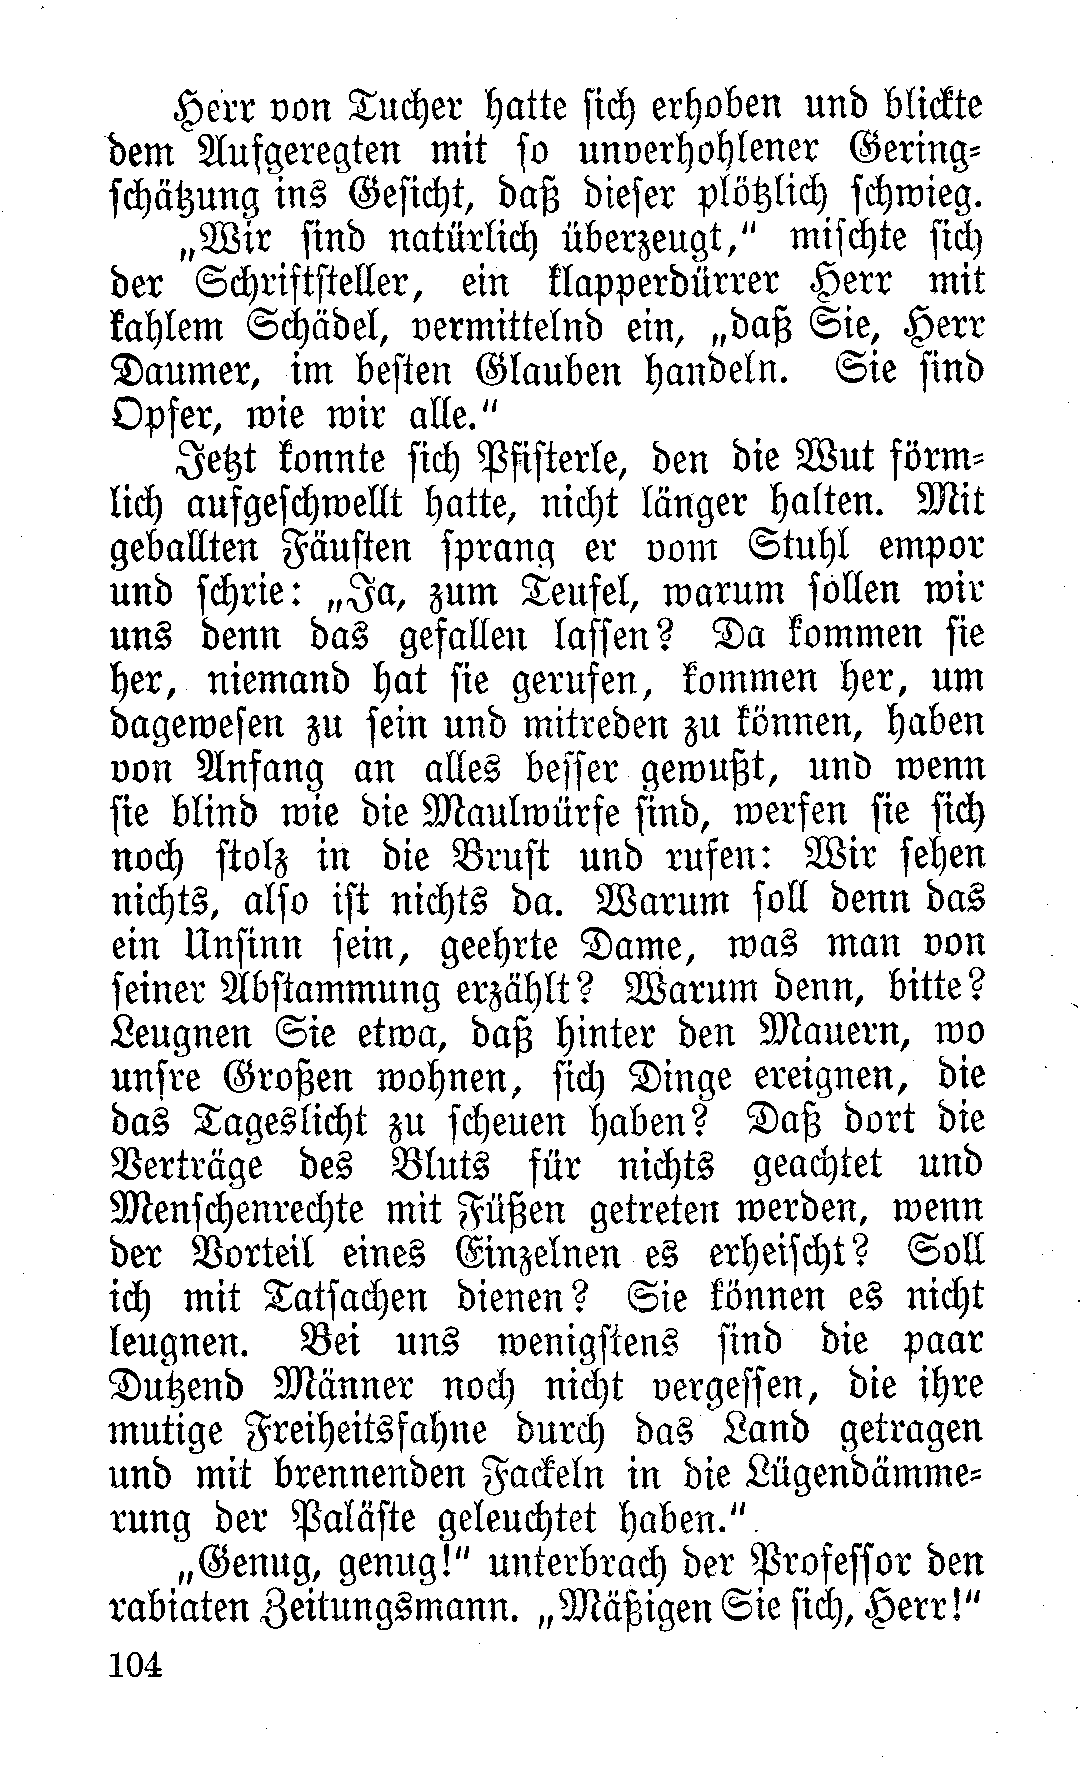 Herr von Tucher hatte sich erhoben und blickte
dem Aufgeregten mit so unverhohlener Gering-
schätzung ins Gesicht, daß dieser plötzlich schwieg.
„Wir sind natürlich überzeugt,“ mischte sich
der Schriftsteller, ein klapperdürrer Herr mit
kahlem Schädel, vermittelnd ein, „daß Sie, Herr
Daumer, im besten Glauben handeln. Sie sind
Opfer, wie wir alle.“
Jetzt konnte sich Pfisterle, den die Wut förm-
lich aufgeschwellt hatte, nicht länger halten. Mit
geballten Fäusten sprang er vom Stuhl empor
und schrie: „Ja, zum Teufel, warum sollen wir
uns denn das gefallen lassen? Da kommen sie
her, niemand hat sie gerufen, kommen her, um
dagewesen zu sein und mitreden zu können, haben
von Anfang an alles besser gewußt, und wenn
sie blind wie die Maulwürfe sind, werfen sie sich
noch stolz in die Brust und rufen: Wir sehen
nichts, also ist nichts da. Warum soll denn das
ein Unsinn sein, geehrte Dame, was man von
seiner Abstammung erzählt? Warum denn, bitte?
Leugnen Sie etwa, daß hinter den Mauern, wo
unsre Großen wohnen, sich Dinge ereignen, die
das Tageslicht zu scheuen haben? Daß dort die
Verträge des Bluts für nichts geachtet und
Menschenrechte mit Füßen getreten werden, wenn
der Vorteil eines Einzelnen es erheischt? Soll
ich mit Tatsachen dienen? Sie können es nicht
leugnen. Bei uns wenigstens sind die paar
Dutzend Männer noch nicht vergessen, die ihre
mutige Freiheitsfahne durch das Land getragen
und mit brennenden Fackeln in die Lügendämme-
rung der Paläste geleuchtet haben.“
„Genug, genug!“ unterbrach der Professor den
rabiaten Zeitungsmann. „Mäßigen Sie sich, Herr!“
104